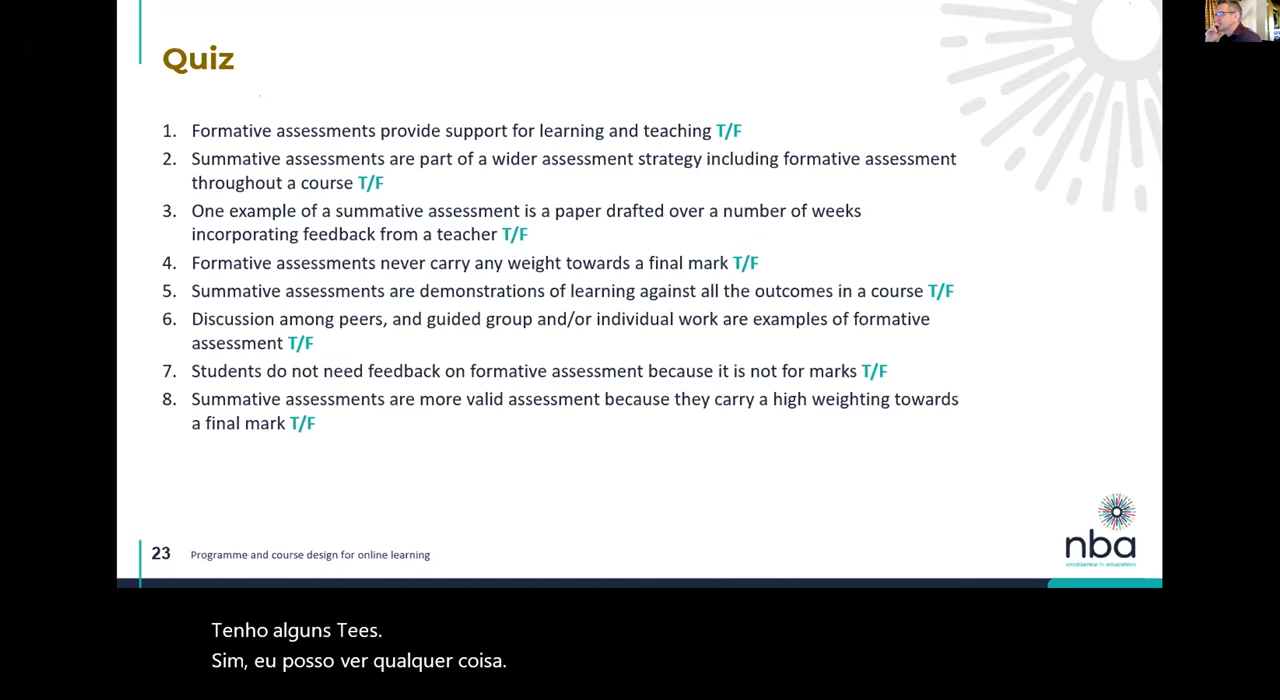 Quiz
1. Formative assessments provide support for learning and teaching T/F
2. Summative assessments are part of a wider assessment strategy including formative assessment
throughout a course T/F
3. One example of a summative assessment is a paper drafted over a number of weeks
incorporating feedback from a teacher T/F
4. Formative assessments never carry any weight towards a final mark T/F
5. Summative assessments are demonstrations of learning against all the outcomes in a course T/F
6. Discussion among peers, and guided group and/or individual work are examples of formative
assessment T/F
7. Students do not need feedback on formative assessment because it is not for marks T/F
8. Summative assessments are more valid assessment because they carry a high weighting towards
a final mark T/F
23 Programme and course design for online learning
nba
excellence in education
Tenho alguns Tees.
Sim, eu posso ver qualquer coisa.